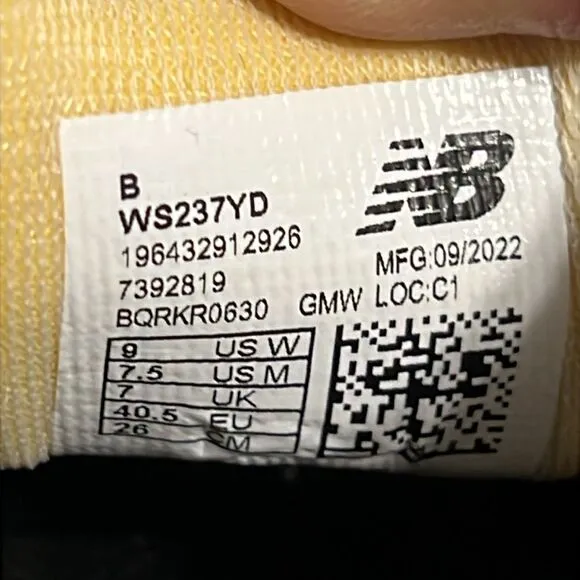 NB
B
WS237YD
196432912926
MFG:09/2022
7392819
GMW LOC:C1
BQRKR0630
9 US W
7.5 US M
7 UK
40.5 EU
26 CM